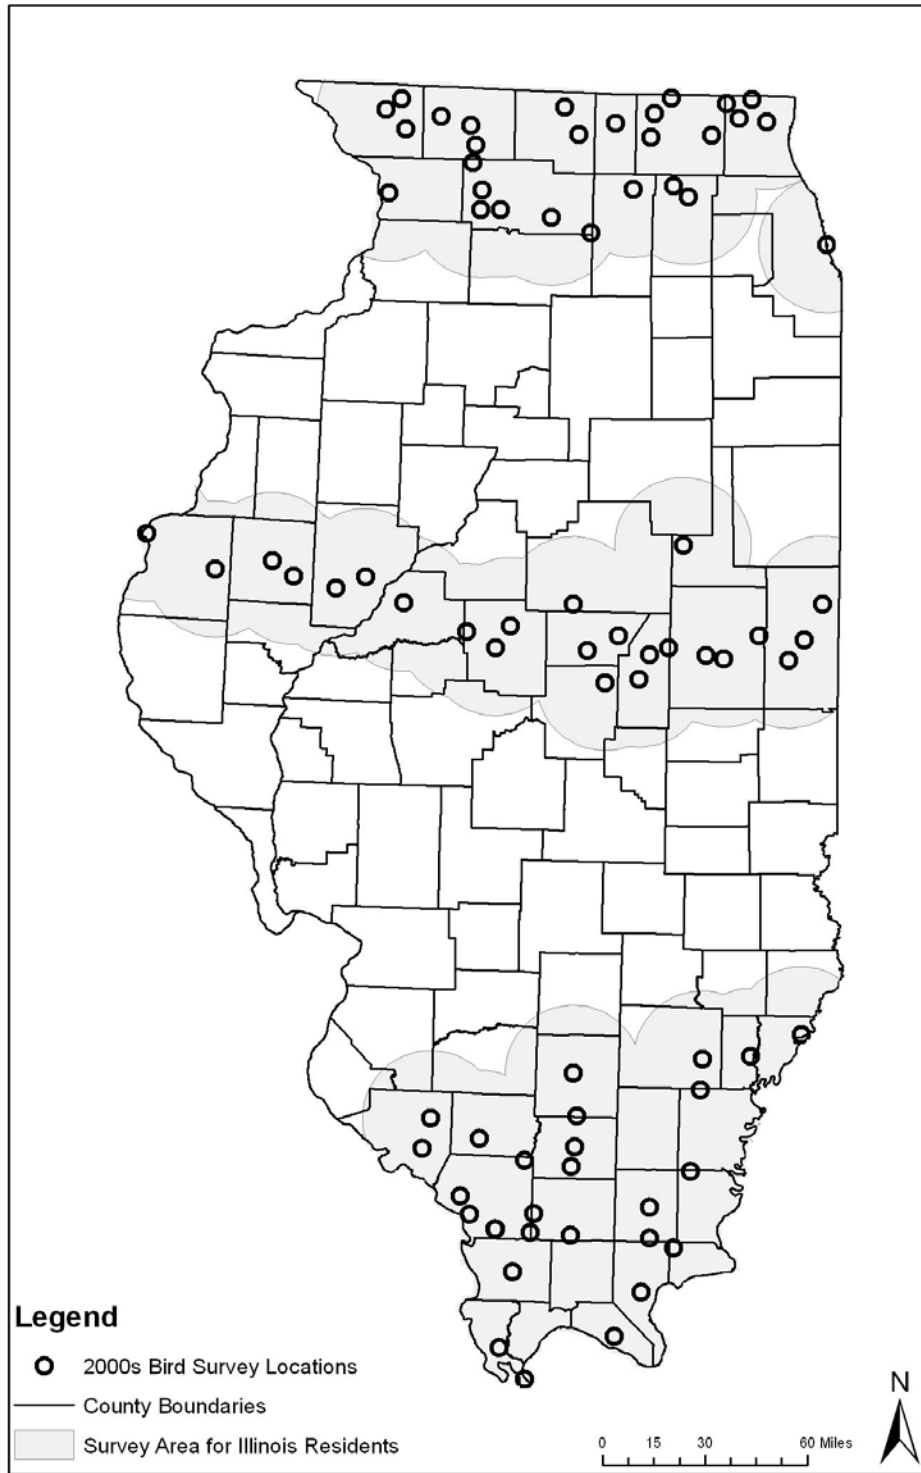 Legend
2000s Bird Survey Locations
County Boundaries
Survey Area for Illinois Residents
0 15 30 60 Miles
N